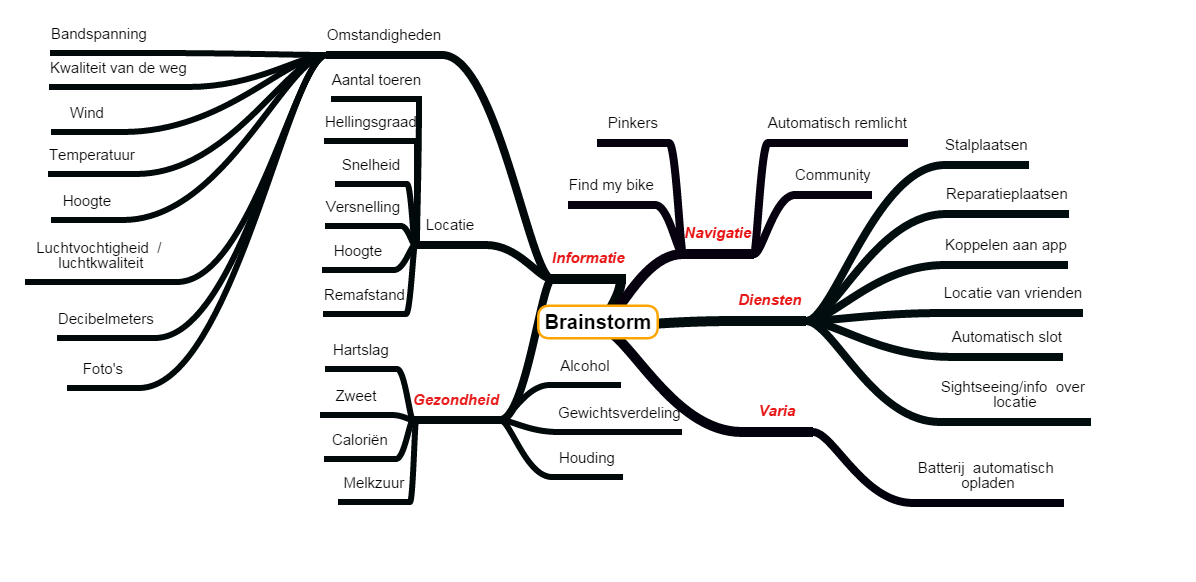 Brainstorm
Informatie
Omstandigheden
Bandspanning
Kwaliteit van de weg
Wind
Temperatuur
Hoogte
Luchtvochtigheid /
luchtkwaliteit
Decibelmeters
Foto's
Locatie
Aantal toeren
Hellingsgraad
Snelheid
Versnelling
Hoogte
Remafstand
Gezondheid
Hartslag
Zweet
Caloriën
Melkzuur
Alcohol
Gewichtsverdeling
Houding
Navigatie
Pinkers
Find my bike
Automatisch remlicht
Community
Diensten
Stalplaatsen
Reparatieplaatsen
Koppelen aan app
Locatie van vrienden
Automatisch slot
Sightseeing/info over
locatie
Varia
Batterij automatisch
opladen